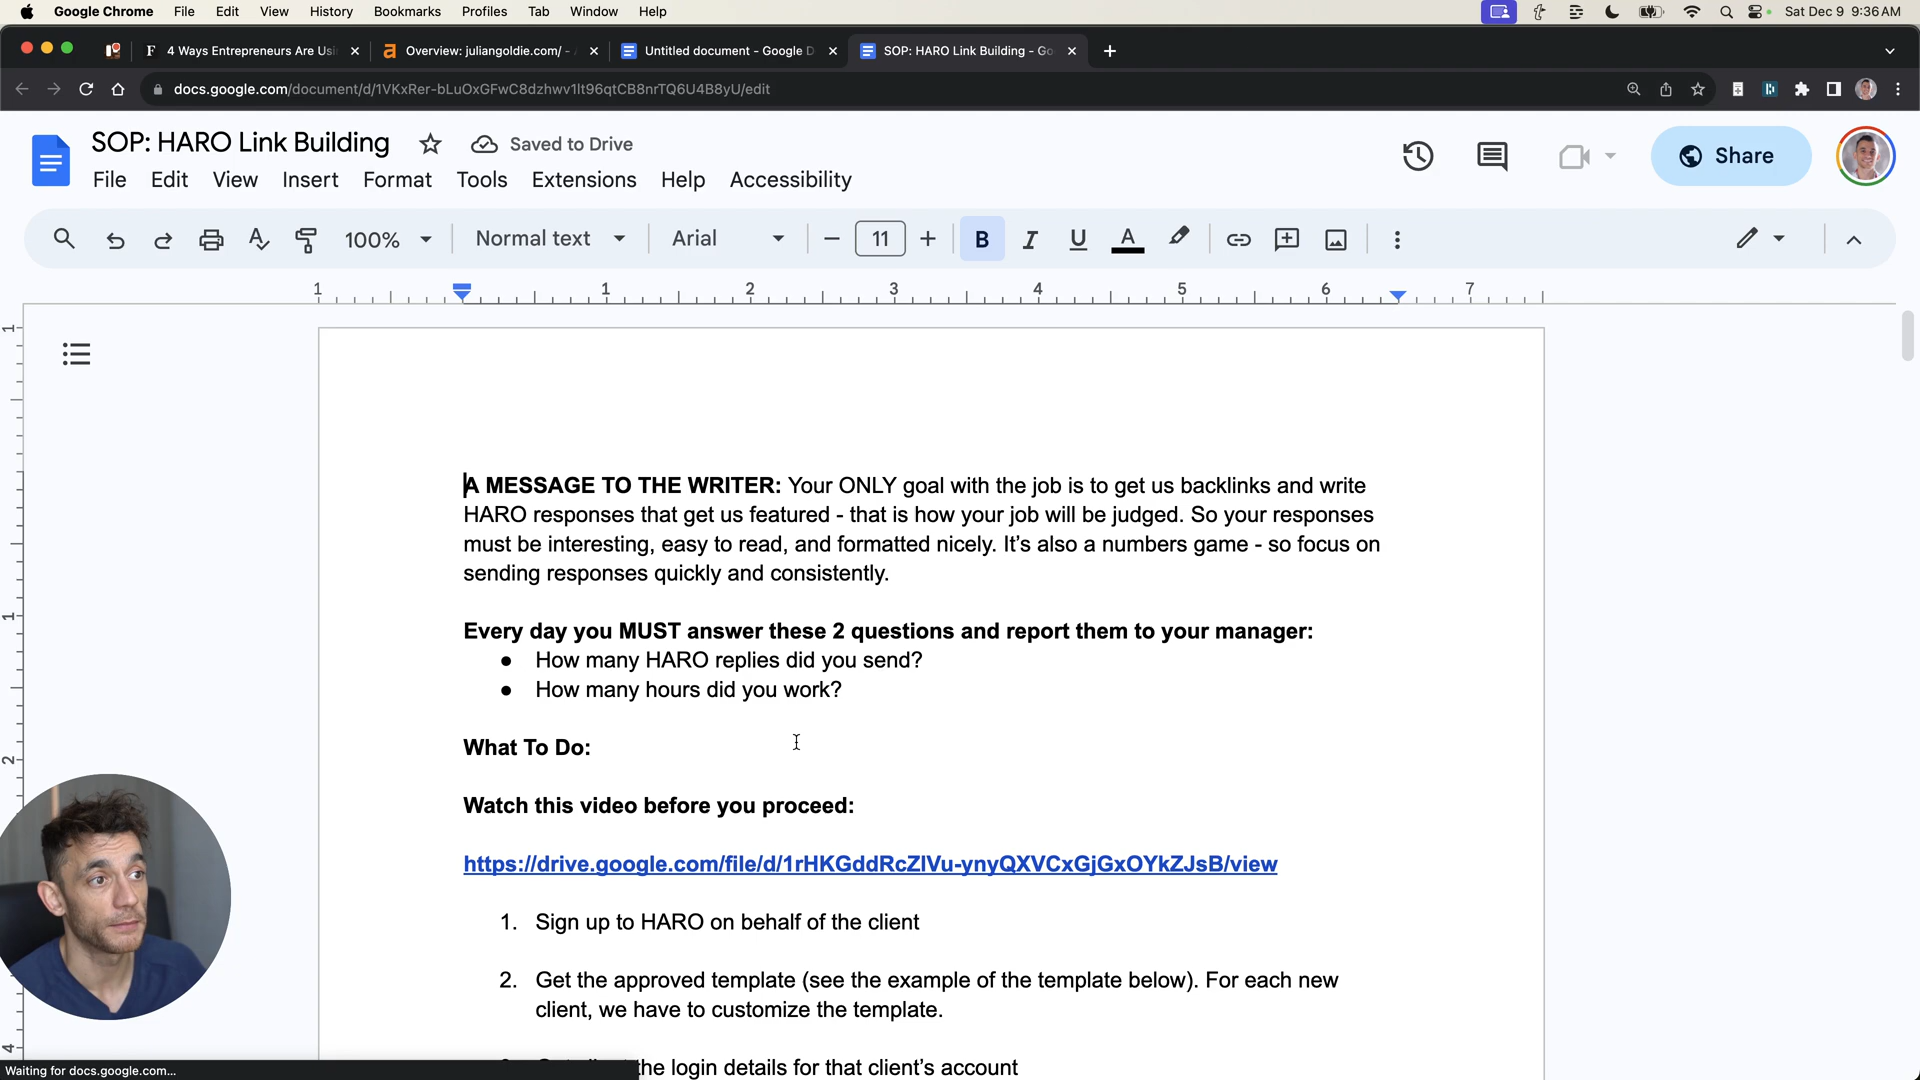 Google Chrome File Edit View History Bookmarks Profiles Tab Window Help Sat Dec 9 9:36 AM
4 Ways Entrepreneurs Are Usi
Overview: juliangoldie.com/ -
Untitled document - Google D
SOP: HARO Link Building - Go
docs.google.com/document/d/1VKxRer-bLuOxGFwC8dzhwv1lt96qtCB8nrTQ6U4B8yU/edit
SOP: HARO Link Building Saved to Drive
Share
File Edit View Insert Format Tools Extensions Help Accessibility
100% Normal text Arial 11 B I U A
1 1 2 3 4 5 6 7
A MESSAGE TO THE WRITER: Your ONLY goal with the job is to get us backlinks and write
HARO responses that get us featured - that is how your job will be judged. So your responses
must be interesting, easy to read, and formatted nicely. It's also a numbers game - so focus on
sending responses quickly and consistently.
Every day you MUST answer these 2 questions and report them to your manager:
● How many HARO replies did you send?
● How many hours did you work?
What To Do:
Watch this video before you proceed:
https://drive.google.com/file/d/1rHKGddRcZIVu-ynyQXVCxGjGxOYkZJsB/view
1. Sign up to HARO on behalf of the client
2. Get the approved template (see the example of the template below). For each new
client, we have to customize the template.
the login details for that client's account
Waiting for docs.google.com...